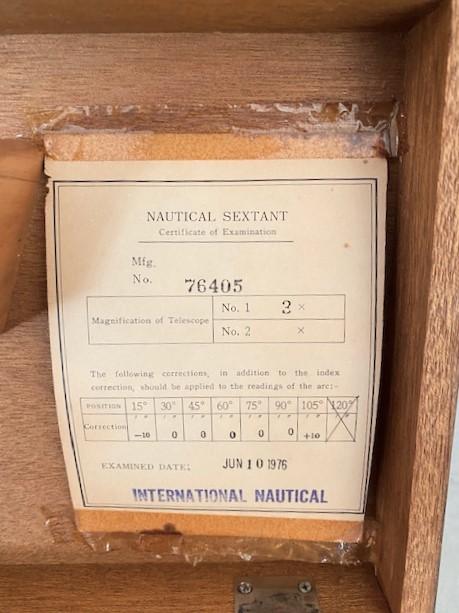 NAUTICAL SEXTANT
Certificate of Examination
Mfg.
No. 76405
Magnification of Telescope
No. 1 3 ×
No. 2 ×
The following corrections, in addition to the index
correction, should be applied to the readings of the arc:-
POSITION 15° 30° 45° 60° 75° 90° 105° 120°
Correction ′ ″ ′ ″ ′ ″ ′ ″ ′ ″ ′ ″ ′ ″
−10 0 0 0 0 0 +10
EXAMINED DATE; JUN 10 1976
INTERNATIONAL NAUTICAL